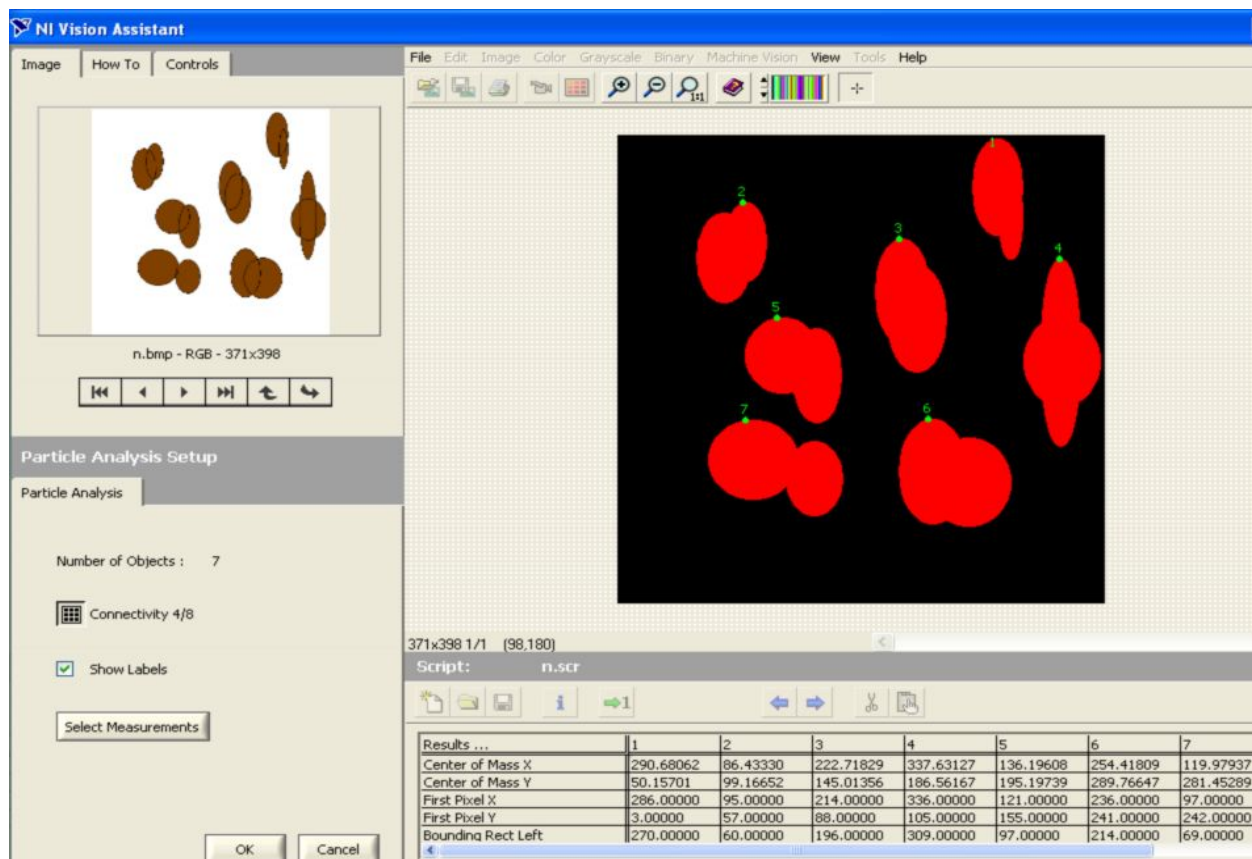 NI Vision Assistant
Image How To Controls
File Edit Image Color Grayscale Binary Machine Vision View Tools Help
1:1
n.bmp - RGB - 371x398
1
2
3
4
5
6
7
Particle Analysis Setup
Particle Analysis
Number of Objects : 7
Connectivity 4/8
Show Labels
Select Measurements
OK Cancel
371x398 1/1 (98,180)
Script: n.scr
1
Results ... 1 2 3 4 5 6 7
Center of Mass X 290.68062 86.43330 222.71829 337.63127 136.19608 254.41809 119.97937
Center of Mass Y 50.15701 99.16652 145.01356 186.56167 195.19739 289.76647 281.45289
First Pixel X 286.00000 95.00000 214.00000 336.00000 121.00000 236.00000 97.00000
First Pixel Y 3.00000 57.00000 88.00000 105.00000 155.00000 241.00000 242.00000
Bounding Rect Left 270.00000 60.00000 196.00000 309.00000 97.00000 214.00000 69.00000